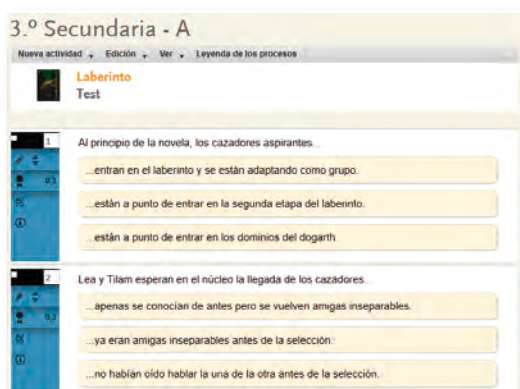 3.º Secundaria - A
Nueva actividad Edición Ver Leyenda de los procesos
Laberinto
Test
1
Al principio de la novela, los cazadores aspirantes...
0,3
...entran en el laberinto y se están adaptando como grupo.
...están a punto de entrar en la segunda etapa del laberinto.
...están a punto de entrar en los dominios del dogarth.
2
Lea y Tilam esperan en el núcleo la llegada de los cazadores...
0,3
...apenas se conocían de antes pero se vuelven amigas inseparables.
...ya eran amigas inseparables antes de la selección.
...no habían oído hablar la una de la otra antes de la selección.